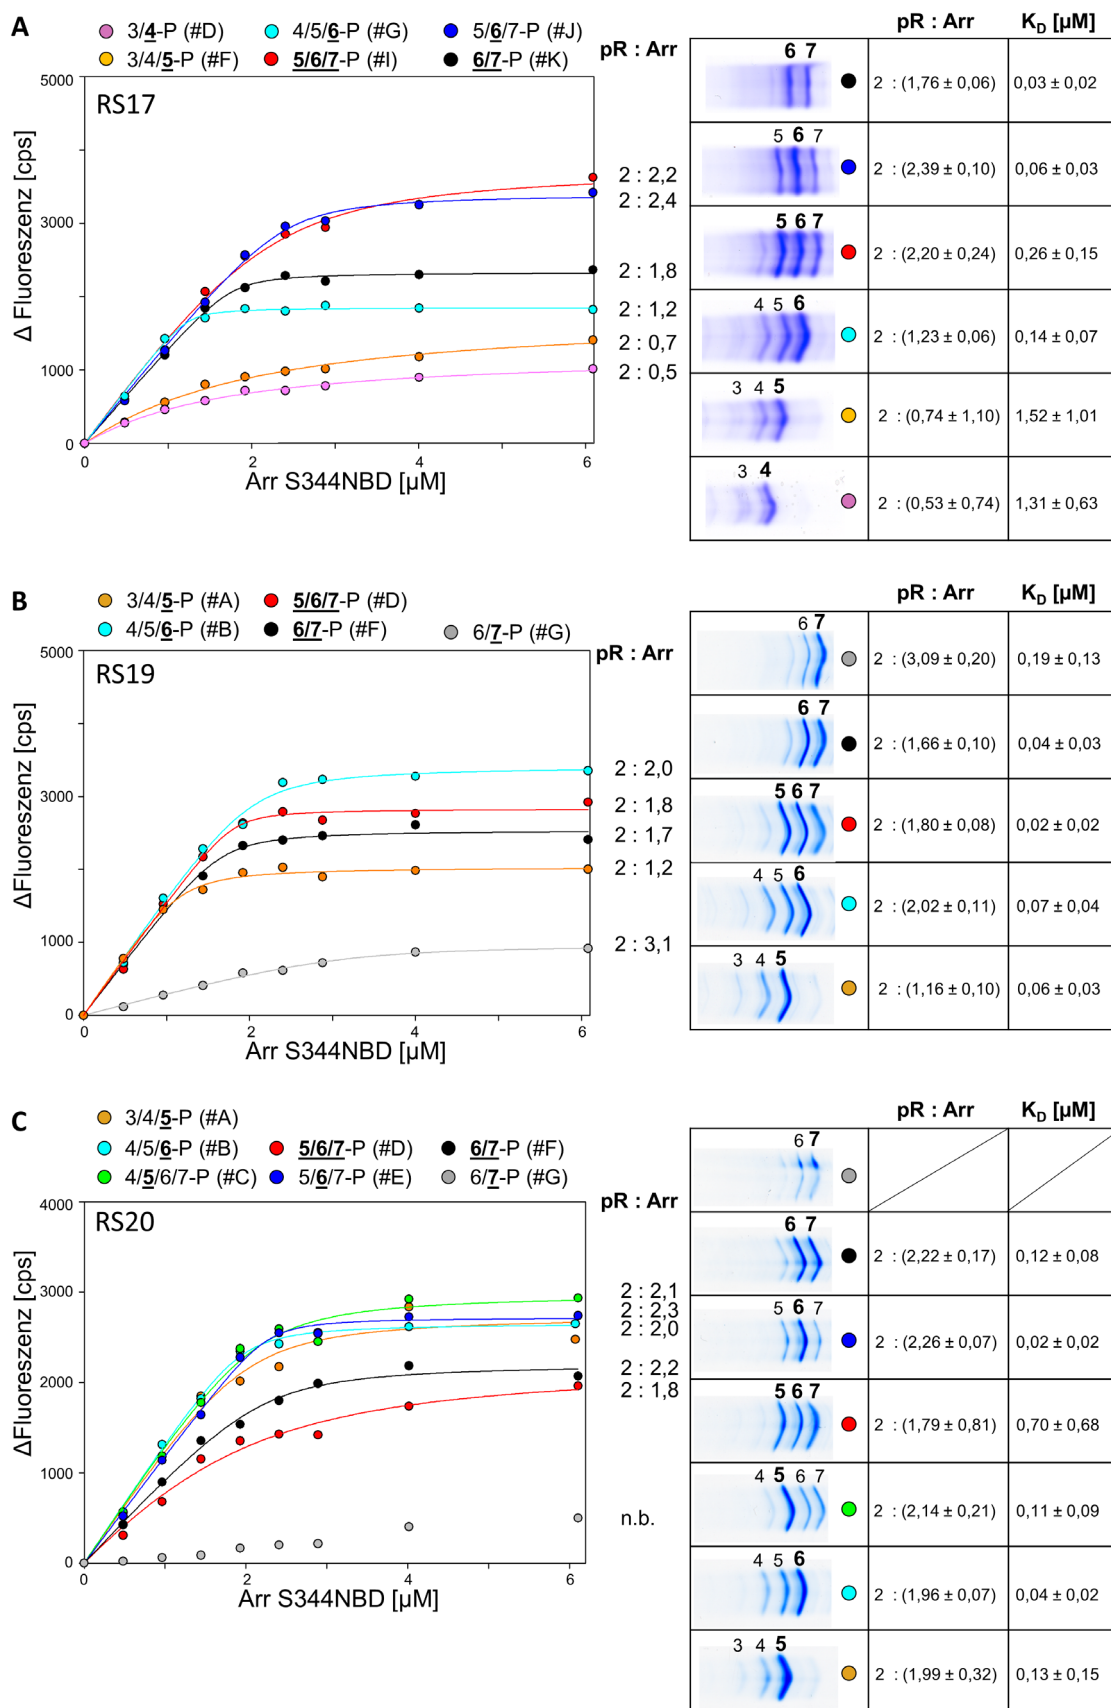 A
3/4-P (#D) 4/5/6-P (#G) 5/6/7-P (#J)
3/4/5-P (#F) 5/6/7-P (#I) 6/7-P (#K)
pR : Arr
RS17
5000
3000
1000
0
Δ Fluoreszenz [cps]
0 2 4 6
Arr S344NBD [µM]
2 : 2,2
2 : 2,4
2 : 1,8
2 : 1,2
2 : 0,7
2 : 0,5
pR : Arr KD [µM]
6 7
2 : (1,76 ± 0,06) 0,03 ± 0,02
5 6 7
2 : (2,39 ± 0,10) 0,06 ± 0,03
5 6 7
2 : (2,20 ± 0,24) 0,26 ± 0,15
4 5 6
2 : (1,23 ± 0,06) 0,14 ± 0,07
3 4 5
2 : (0,74 ± 1,10) 1,52 ± 1,01
3 4
2 : (0,53 ± 0,74) 1,31 ± 0,63
B
3/4/5-P (#A) 5/6/7-P (#D)
4/5/6-P (#B) 6/7-P (#F) 6/7-P (#G)
pR : Arr
RS19
5000
3000
1000
0
ΔFluoreszenz [cps]
0 2 4 6
Arr S344NBD [µM]
2 : 2,0
2 : 1,8
2 : 1,7
2 : 1,2
2 : 3,1
pR : Arr KD [µM]
6 7
2 : (3,09 ± 0,20) 0,19 ± 0,13
6 7
2 : (1,66 ± 0,10) 0,04 ± 0,03
5 6 7
2 : (1,80 ± 0,08) 0,02 ± 0,02
4 5 6
2 : (2,02 ± 0,11) 0,07 ± 0,04
3 4 5
2 : (1,16 ± 0,10) 0,06 ± 0,03
C
3/4/5-P (#A)
4/5/6-P (#B) 5/6/7-P (#D) 6/7-P (#F)
4/5/6/7-P (#C) 5/6/7-P (#E) 6/7-P (#G)
pR : Arr
RS20
4000
3000
2000
1000
0
ΔFluoreszenz [cps]
0 2 4 6
Arr S344NBD [µM]
2 : 2,1
2 : 2,3
2 : 2,0
2 : 2,2
2 : 1,8
n.b.
pR : Arr KD [µM]
6 7
6 7
2 : (2,22 ± 0,17) 0,12 ± 0,08
5 6 7
2 : (2,26 ± 0,07) 0,02 ± 0,02
5 6 7
2 : (1,79 ± 0,81) 0,70 ± 0,68
4 5 6 7
2 : (2,14 ± 0,21) 0,11 ± 0,09
4 5 6
2 : (1,96 ± 0,07) 0,04 ± 0,02
3 4 5
2 : (1,99 ± 0,32) 0,13 ± 0,15